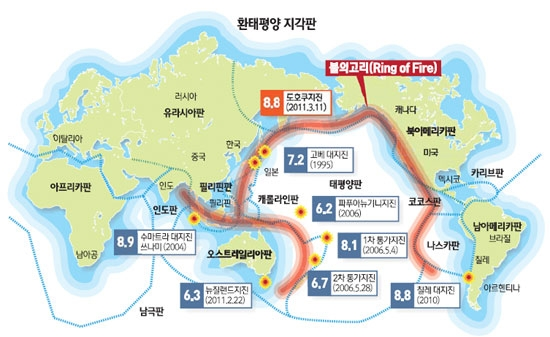 환태평양 지각판
불의고리(Ring of Fire)
러시아
유라시아판
8,8
도호쿠지진
(2011.3.11)
캐나다
북아메리카판
미국
한국
이탈리아
중국
일본
7.2
고베 대지진
(1995)
멕시코
카리브판
태평양판
아프리카판
인도
필리핀판
필리핀
캐롤라인판
코코스판
인도판
6,2
파푸아뉴기니지진
(2006)
남아메리카판
브라질
8,9
수마트라 대지진
쓰나미 (2004)
오스트레일리아판
8,1
1차 통가지진
(2006.5.4)
나스카판
칠레
남아공
6,3
뉴질랜드지진
(2011.2.22)
6,7
2차 통가지진
(2006.5.28)
8,8
칠레 대지진
(2010)
아르헨티나
남극판